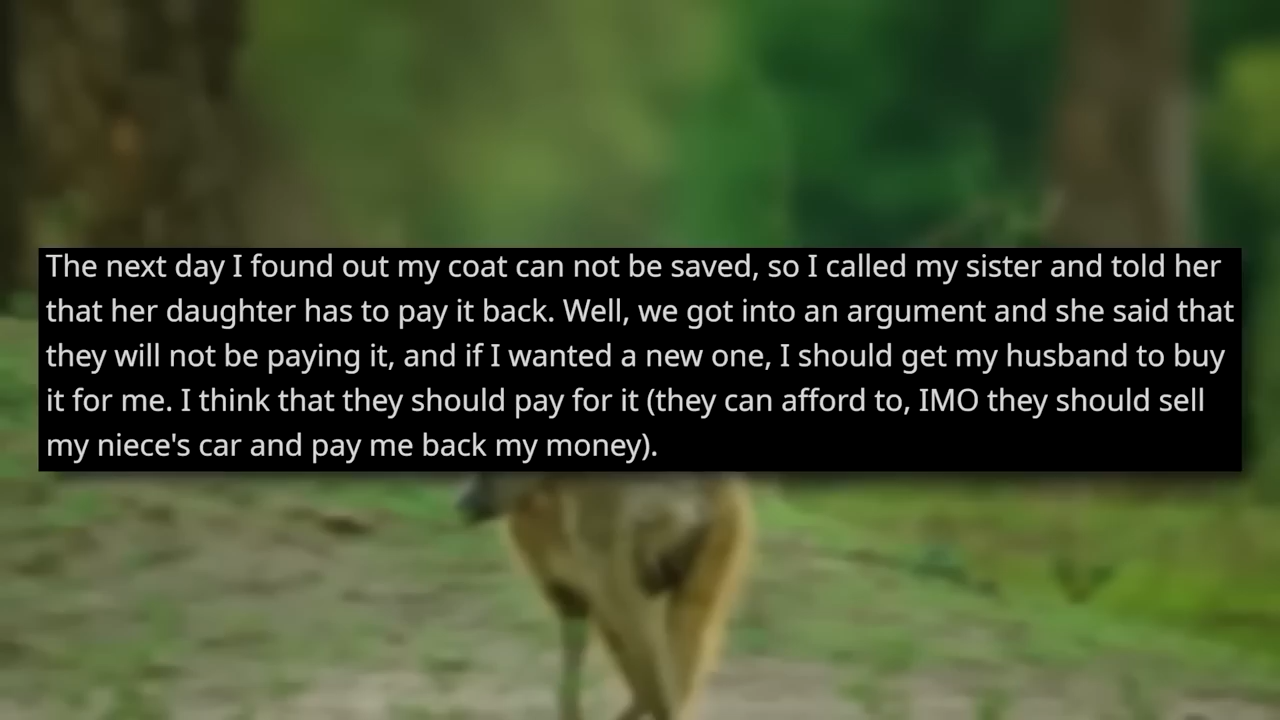 The next day I found out my coat can not be saved, so I called my sister and told her
that her daughter has to pay it back. Well, we got into an argument and she said that
they will not be paying it, and if I wanted a new one, I should get my husband to buy
it for me. I think that they should pay for it (they can afford to, IMO they should sell
my niece's car and pay me back my money).